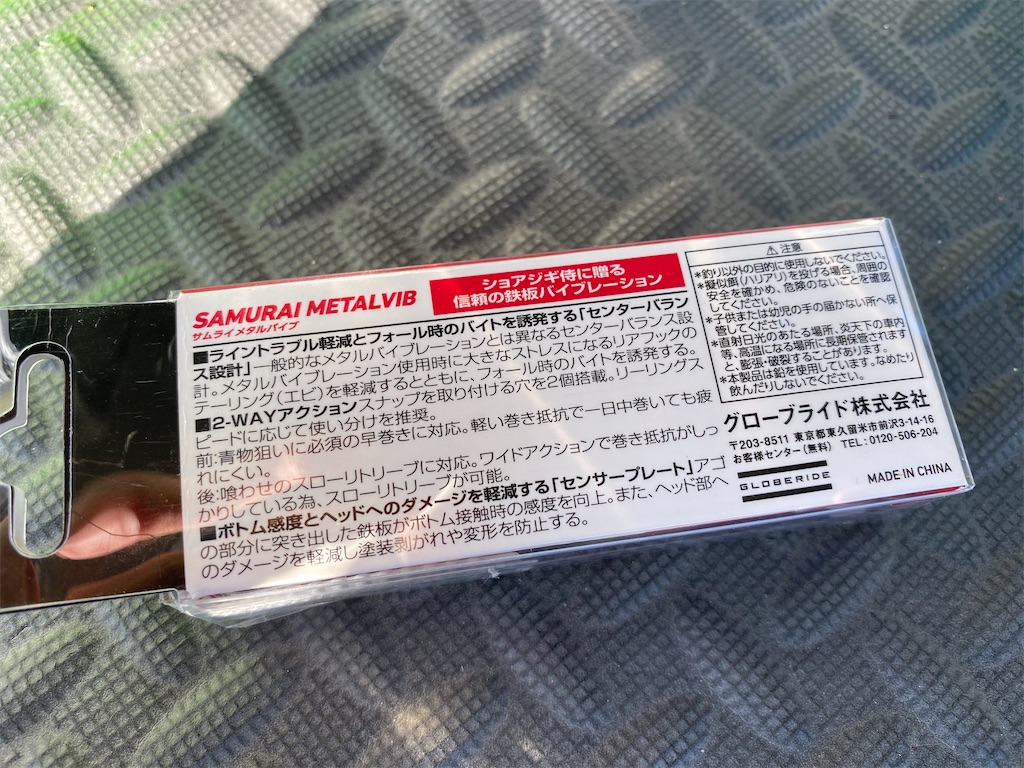 SAMURAI METALVIB
サムライメタルバイブ
ショアジギ侍に贈る
信頼の鉄板バイブレーション
■ライントラブル軽減とフォール時のバイトを誘発する「センターバラン
ス設計」一般的なメタルバイブレーションとは異なるセンターバランス設
計。メタルバイブレーション使用時に大きなストレスになるリアフックの
テーリング(エビ)を軽減するとともに、フォール時のバイトを誘発する。
■2-WAYアクションスナップを取り付ける穴を2個搭載。リーリングス
ピードに応じて使い分けを推奨。
前:青物狙いに必須の早巻きに対応。軽い巻き抵抗で一日中巻いても疲
れにくい。
後:喰わせのスローリトリーブに対応。ワイドアクションで巻き抵抗がしっ
かりしている為、スローリトリーブが可能。
■ボトム感度とヘッドへのダメージを軽減する「センサープレート」アゴ
の部分に突き出した鉄板がボトム接触時の感度を向上。また、ヘッド部へ
のダメージを軽減し塗装剥がれや変形を防止する。
⚠注意
*釣り以外の目的に使用しないでください。
*擬似餌(ハリアリ)を投げる場合、周囲の
安全を確かめ、危険のないことを確認
してください。
*子供または幼児の手の届かない所へ保
管してください。
*直射日光のあたる場所、炎天下の車内
等、高温になる場所に長期保管されます
と、膨張・破裂することがあります。
*本製品は鉛を使用しています。なめたり
飲んだりしないでください。
グローブライド株式会社
〒203-8511 東京都東久留米市前沢3-14-16
お客様センター(無料) TEL:0120-506-204
GLOBERIDE
MADE IN CHINA